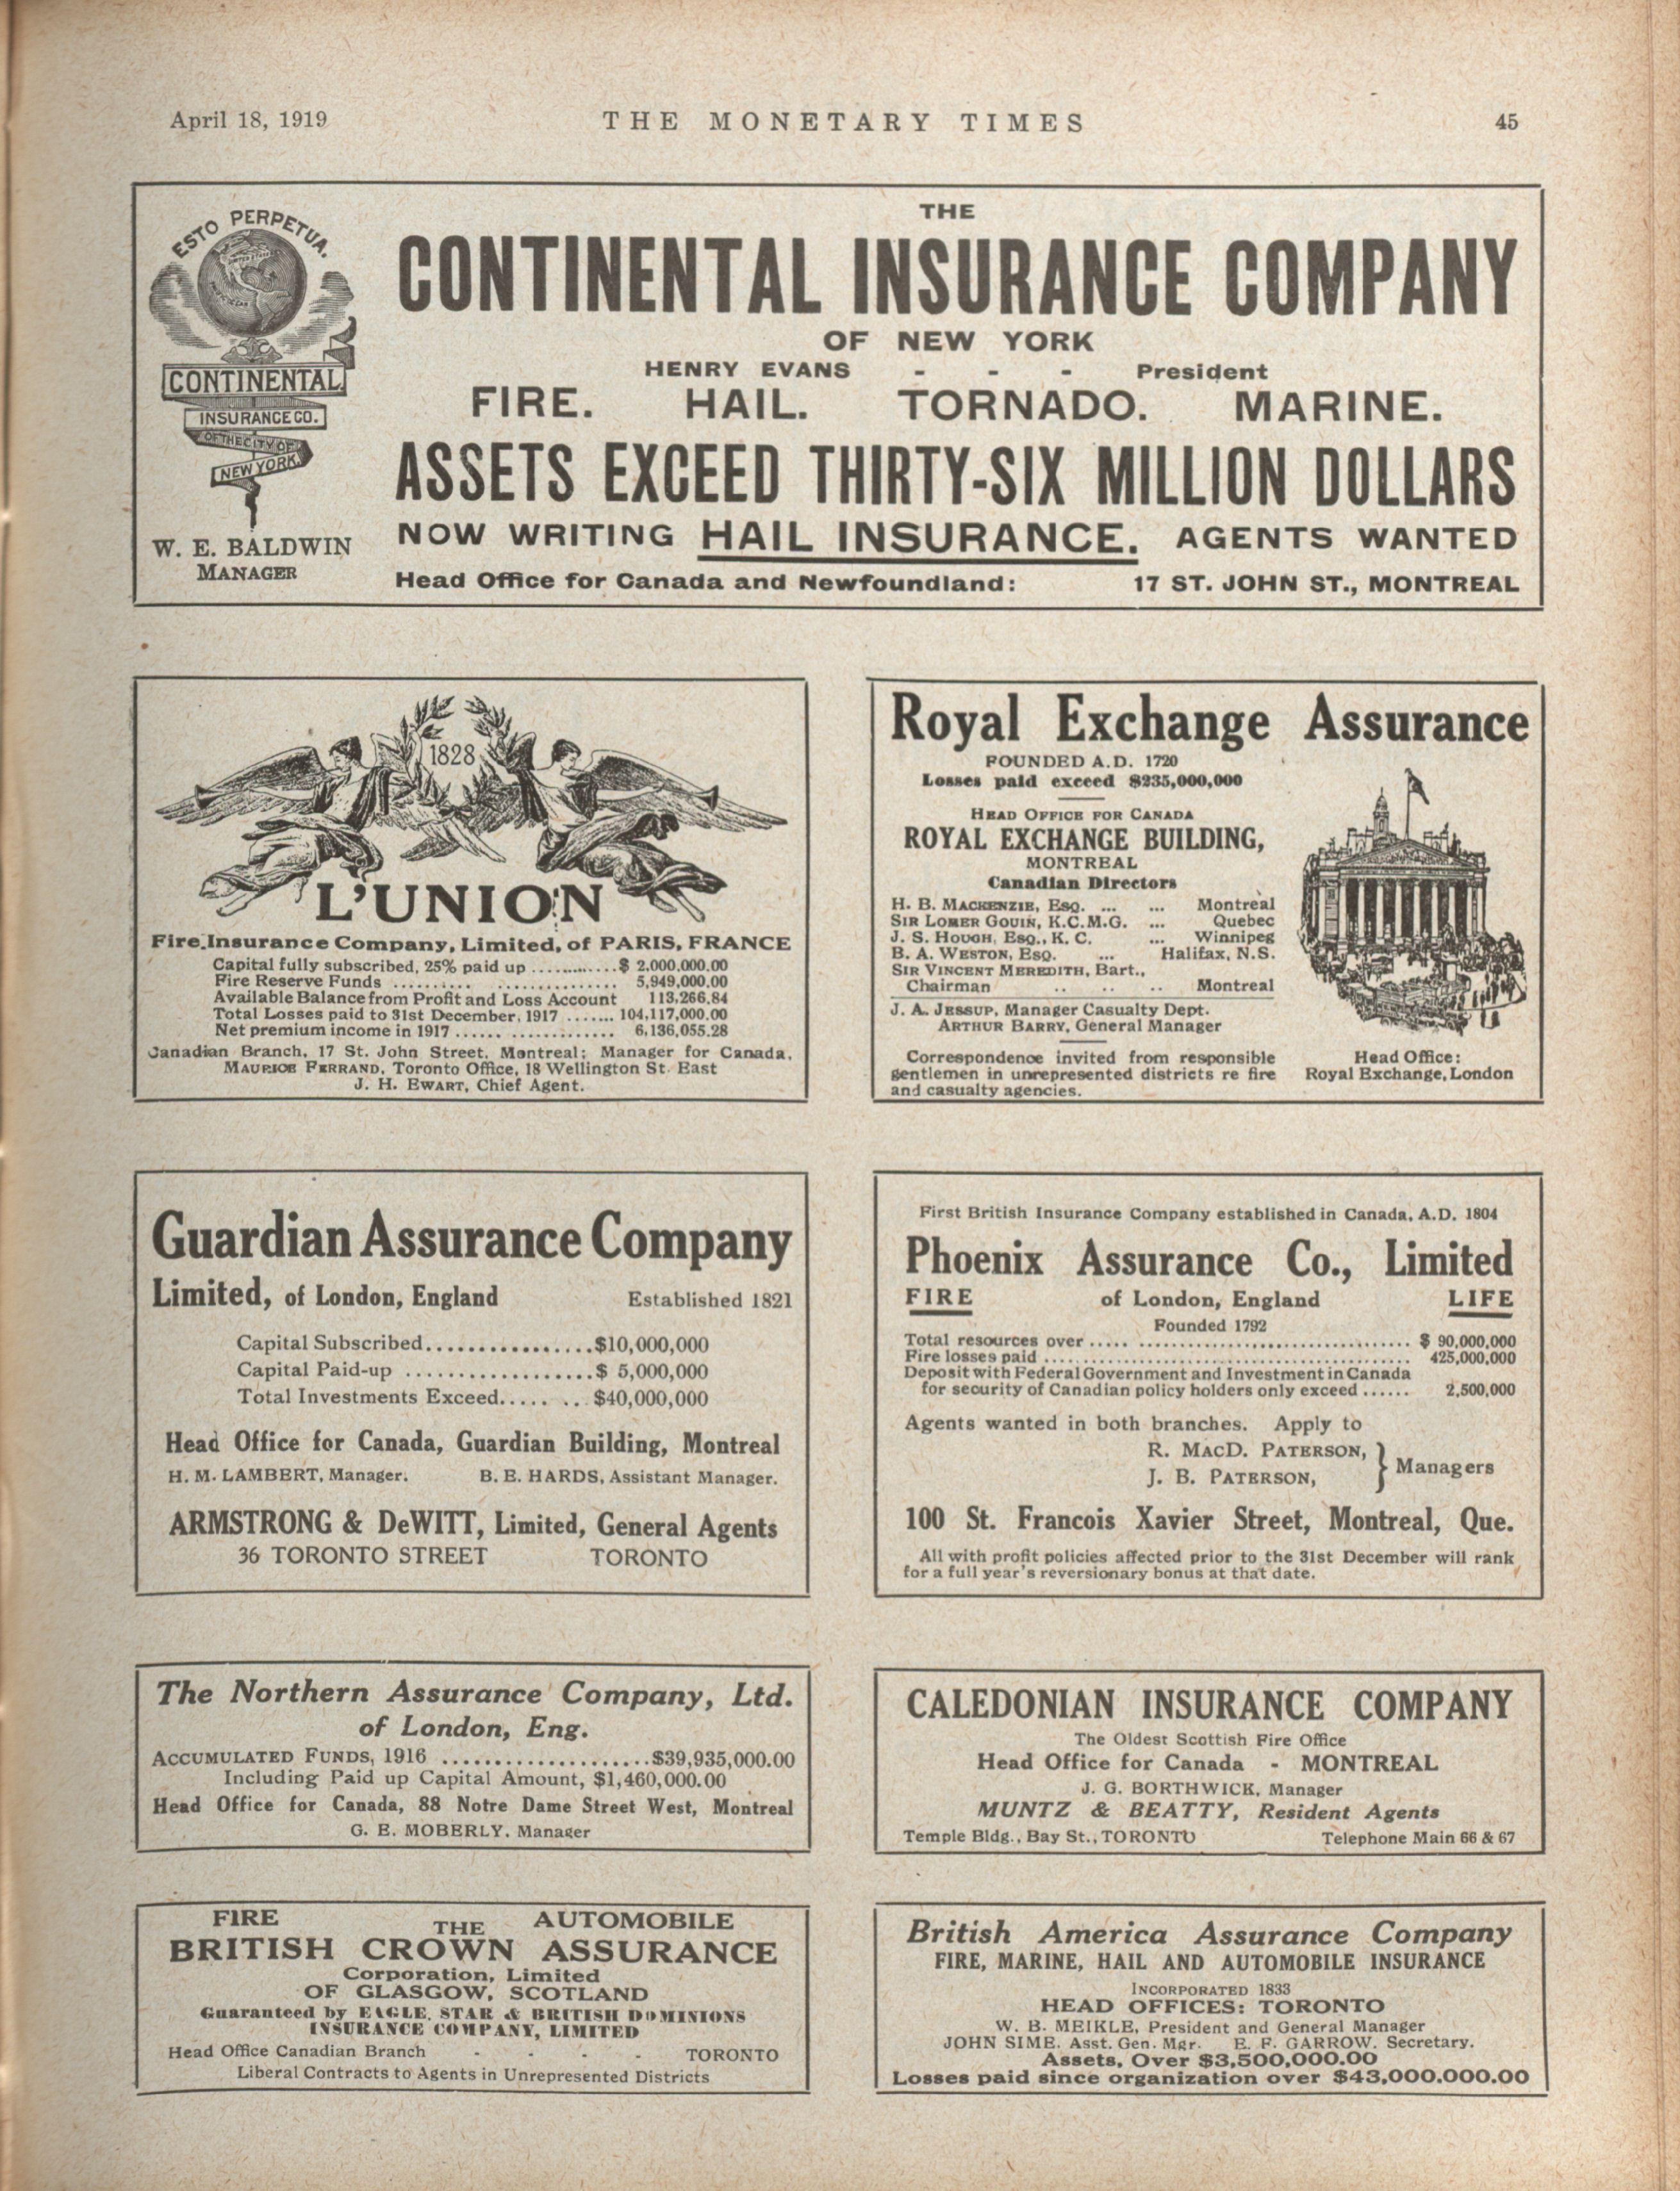 April 18, 1919 THE MONETARY TIMES 45
ESTO PERPETUA.
CONTINENTAL
INSURANCE CO.
OF THE CITY OF
NEW YORK
W. E. BALDWIN
MANAGER
THE
CONTINENTAL INSURANCE COMPANY
OF NEW YORK
HENRY EVANS - - - President
FIRE. HAIL. TORNADO. MARINE.
ASSETS EXCEED THIRTY-SIX MILLION DOLLARS
NOW WRITING HAIL INSURANCE. AGENTS WANTED
Head Office for Canada and Newfoundland: 17 ST. JOHN ST., MONTREAL
1828
L'UNION
Fire Insurance Company, Limited, of PARIS, FRANCE
Capital fully subscribed, 25% paid up ............ $ 2,000,000.00
Fire Reserve Funds .......... ............... 5,949,000.00
Available Balance from Profit and Loss Account 113,266.84
Total Losses paid to 31st December, 1917 ....... 104,117,000.00
Net premium income in 1917 ...... ............. 6,136,055.28
Canadian Branch, 17 St. John Street, Montreal; Manager for Canada,
MAURICE FERRAND, Toronto Office, 18 Wellington St. East
J. H. EWART, Chief Agent.
Royal Exchange Assurance
FOUNDED A.D. 1720
Losses paid exceed $235,000,000
HEAD OFFICE FOR CANADA
ROYAL EXCHANGE BUILDING,
MONTREAL
Canadian Directors
H. B. MACKENZIE, ESQ. ... ... Montreal
SIR LOMER GOUIN, K.C.M.G. ... Quebec
J. S. HOUGH, ESQ., K. C. ... Winnipeg
B. A. WESTON, ESQ. ... Halifax, N.S.
SIR VINCENT MEREDITH, Bart.,
Chairman .. .. .. Montreal
J. A. JESSUP, Manager Casualty Dept.
ARTHUR BARRY, General Manager
Correspondence invited from responsible
gentlemen in unrepresented districts re fire
and casualty agencies.
Head Office:
Royal Exchange, London
Guardian Assurance Company
Limited, of London, England Established 1821
Capital Subscribed................$10,000,000
Capital Paid-up ..................$ 5,000,000
Total Investments Exceed..... ...$40,000,000
Head Office for Canada, Guardian Building, Montreal
H. M. LAMBERT, Manager. B. E. HARDS, Assistant Manager.
ARMSTRONG & DeWITT, Limited, General Agents
36 TORONTO STREET TORONTO
First British Insurance Company established in Canada, A.D. 1804
Phoenix Assurance Co., Limited
FIRE of London, England LIFE
Founded 1792
Total resources over ..... .............................. $ 90,000,000
Fire losses paid ........................................ 425,000,000
Deposit with Federal Government and Investment in Canada
for security of Canadian policy holders only exceed ...... 2,500,000
Agents wanted in both branches. Apply to
R. MACD. PATERSON,
J. B. PATERSON, } Managers
100 St. Francois Xavier Street, Montreal, Que.
All with profit policies affected prior to the 31st December will rank
for a full year's reversionary bonus at that date.
The Northern Assurance Company, Ltd.
of London, Eng.
ACCUMULATED FUNDS, 1916 ....................$39,935,000.00
Including Paid up Capital Amount, $1,460,000.00
Head Office for Canada, 88 Notre Dame Street West, Montreal
G. E. MOBERLY, Manager
CALEDONIAN INSURANCE COMPANY
The Oldest Scottish Fire Office
Head Office for Canada - MONTREAL
J. G. BORTHWICK, Manager
MUNTZ & BEATTY, Resident Agents
Temple Bldg., Bay St., TORONTO Telephone Main 66 & 67
FIRE THE AUTOMOBILE
BRITISH CROWN ASSURANCE
Corporation, Limited
OF GLASGOW, SCOTLAND
Guaranteed by EAGLE, STAR & BRITISH DOMINIONS
INSURANCE COMPANY, LIMITED
Head Office Canadian Branch - - - - TORONTO
Liberal Contracts to Agents in Unrepresented Districts
British America Assurance Company
FIRE, MARINE, HAIL AND AUTOMOBILE INSURANCE
INCORPORATED 1833
HEAD OFFICES: TORONTO
W. B. MEIKLE, President and General Manager
JOHN SIME, Asst. Gen. Mgr. E. F. GARROW, Secretary.
Assets, Over $3,500,000.00
Losses paid since organization over $43,000,000.00